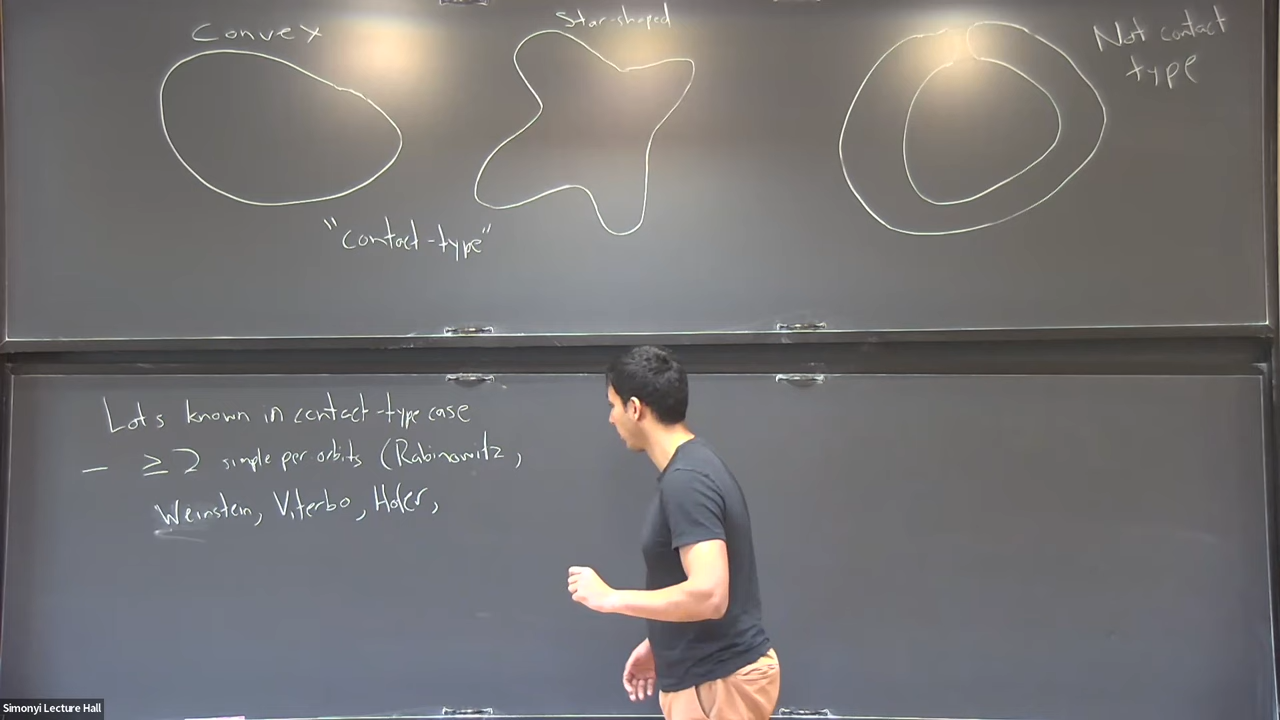 Convex
Star-shaped
Not contact
type
"contact-type"
Lots known in contact-type case
- ≥2 simple per orbits (Rabinowitz,
Weinstein, Viterbo, Hofer,
Simonyi Lecture Hall